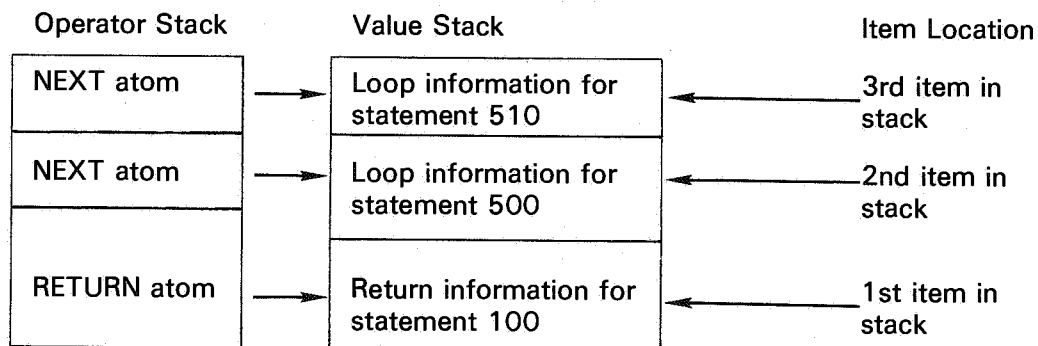 Operator Stack
Value Stack
Item Location
NEXT atom
Loop information for
statement 510
3rd item in
stack
NEXT atom
Loop information for
statement 500
2nd item in
stack
RETURN atom
Return information for
statement 100
1st item in
stack